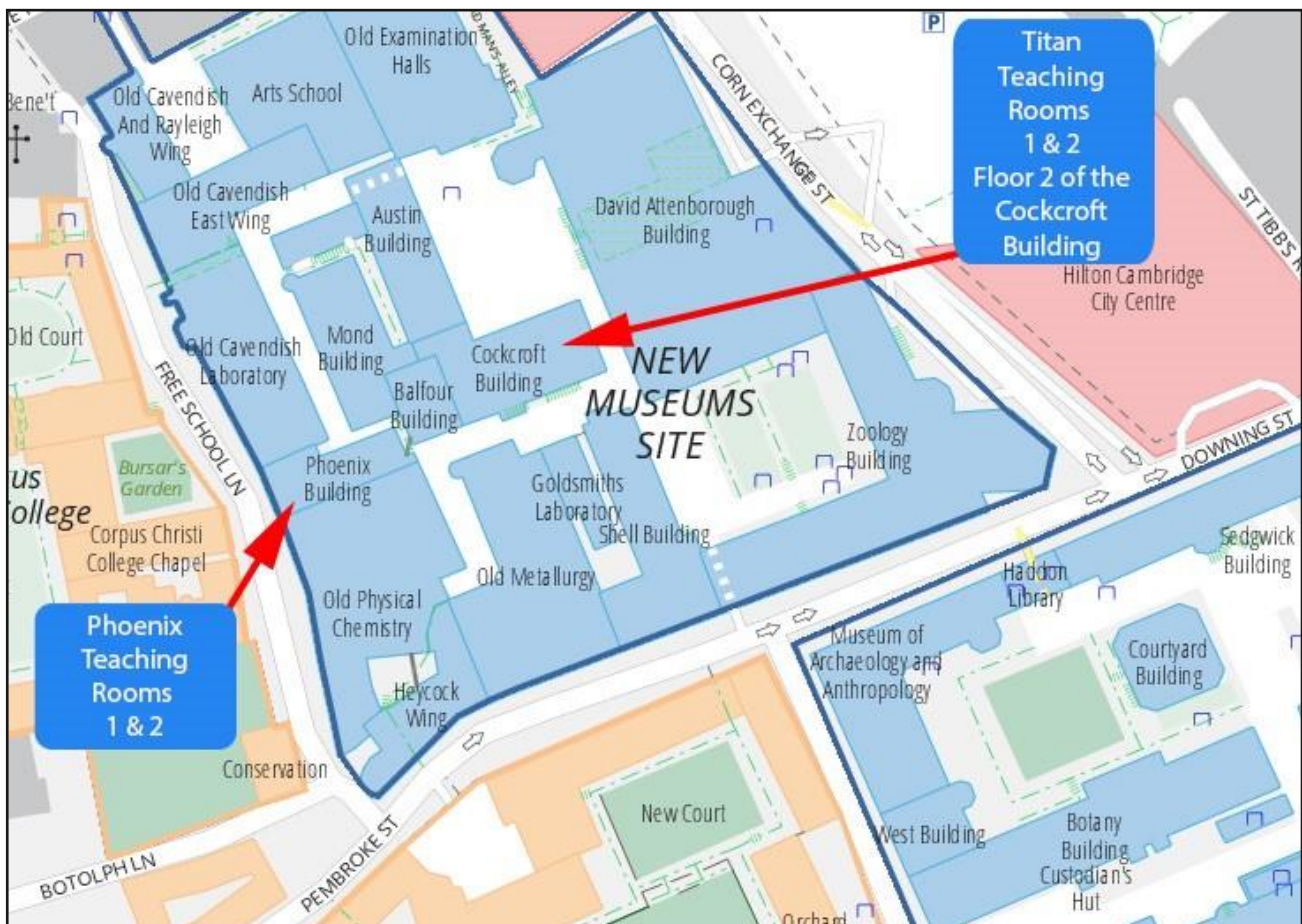 Old Examination
Halls
MAN'S ALLEY
P
Titan
Teaching
Rooms
1 & 2
Floor 2 of the
Cockcroft
Building
CORN EXCHANGE ST
Arts School
Old Cavendish
And Rayleigh
Wing
Bene't
Old Cavendish
East Wing
Austin
Building
David Attenborough
Building
ST TIBB'S
Hilton Cambridge
City Centre
Old Court
Old Cavendish
Laboratory
Mond
Building
Cockcroft
Building
Balfour
Building
NEW
MUSEUMS
SITE
FREE SCHOOL LN
Zoology
Building
DOWNING ST
Bursar's
Garden
Phoenix
Building
us
ollege
Corpus Christi
College Chapel
Goldsmiths
Laboratory
Shell Building
Sedgwick
Building
Old Metallurgy
Haddon
Library
Phoenix
Teaching
Rooms
1 & 2
Old Physical
Chemistry
Museum of
Archaeology and
Anthropology
Courtyard
Building
Heycock
Wing
Conservation
New Court
West Building
Botany
Building
Custodian's
Hut
BOTOLPH LN
PEMBROKE ST
Orchard